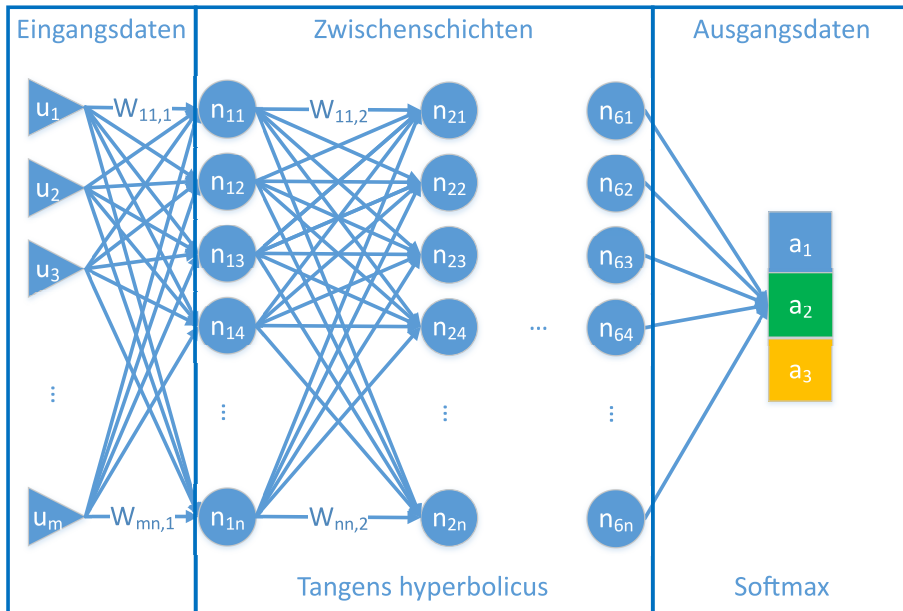 Eingangsdaten Zwischenschichten Ausgangsdaten
u1 W11,1 n11 W11,2 n21 n61
u2 n12 n22 n62
u3 n13 n23 n63 a1
n14 n24 ... n64 a2
a3
... ... ... ...
um Wmn,1 n1n Wnn,2 n2n n6n
Tangens hyperbolicus Softmax